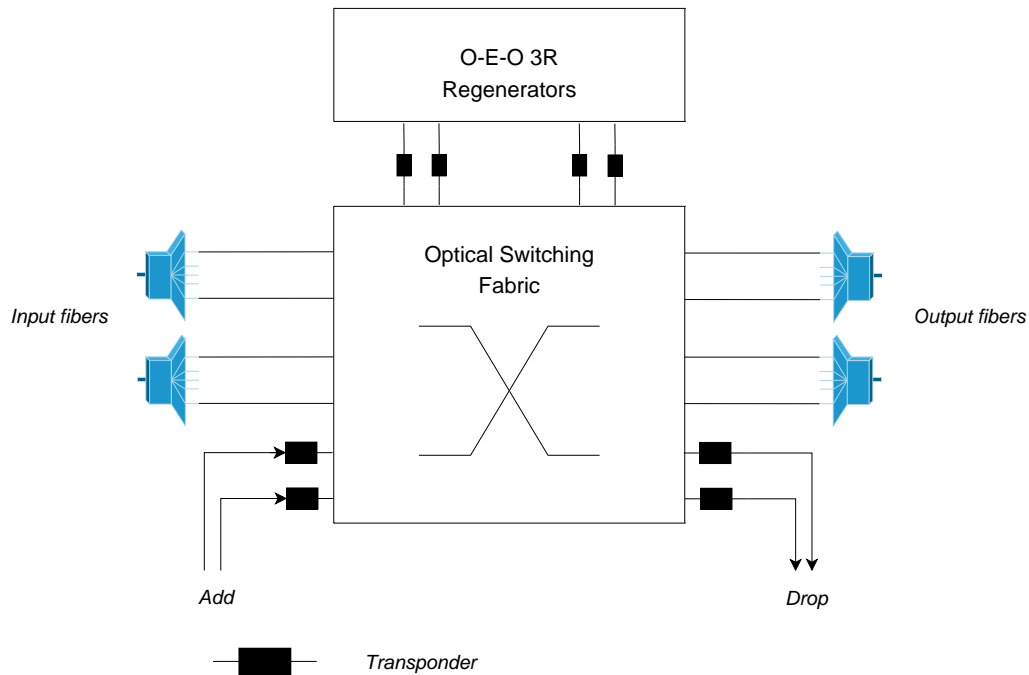 O-E-O 3R
Regenerators
Optical Switching
Fabric
Input fibers
Output fibers
Add
Drop
Transponder